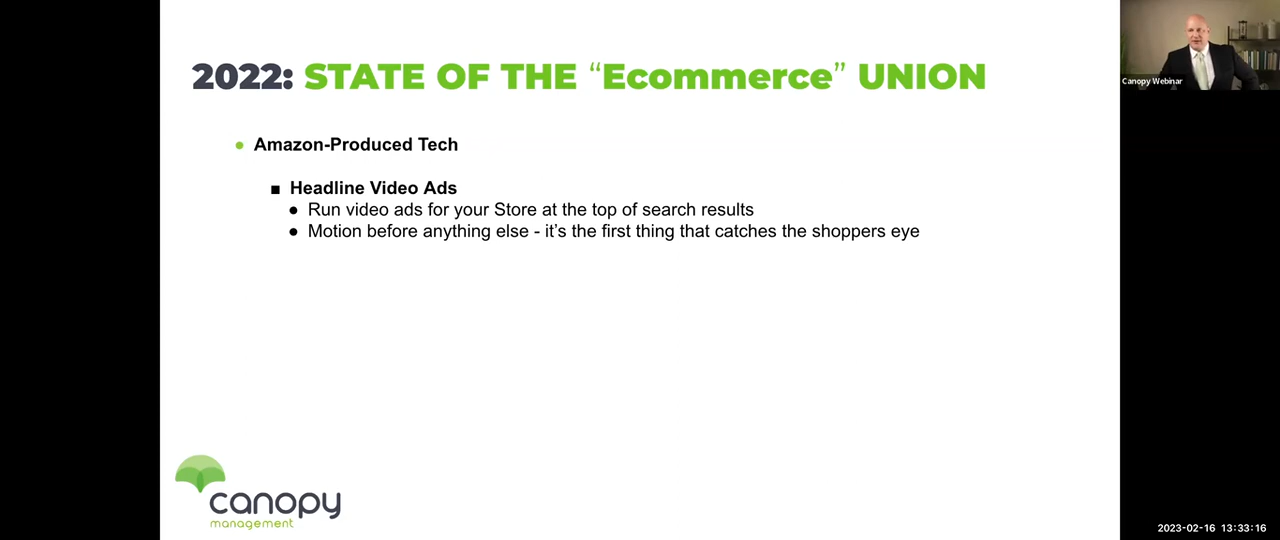 2022: STATE OF THE “Ecommerce” UNION
Canopy Webinar
● Amazon-Produced Tech
■ Headline Video Ads
● Run video ads for your Store at the top of search results
● Motion before anything else - it’s the first thing that catches the shoppers eye
canopy
management
2023-02-16 13:33:16